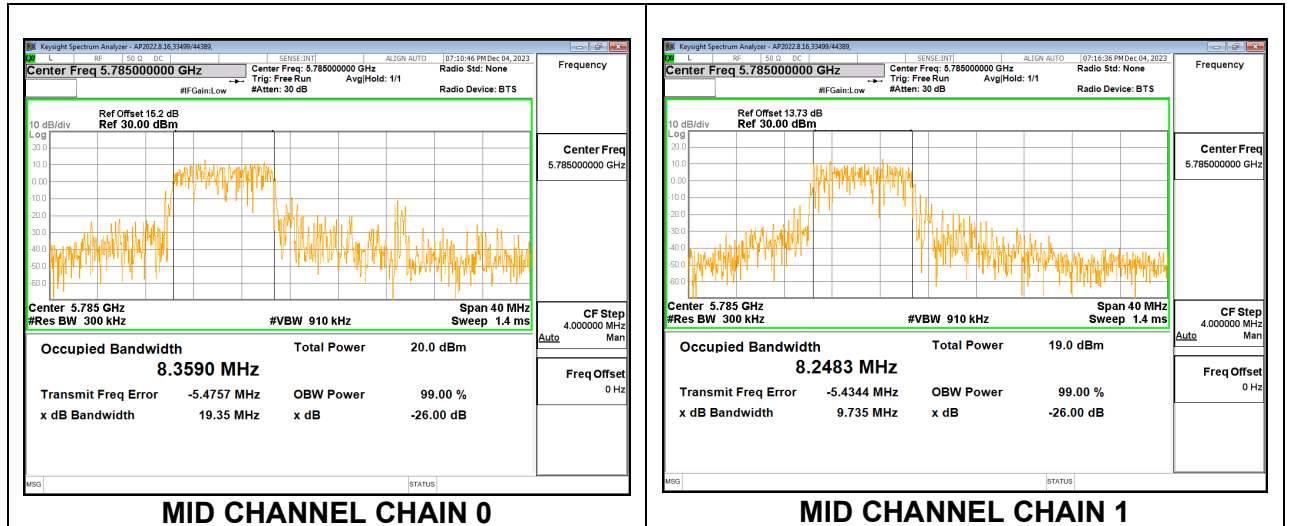 Keysight Spectrum Analyzer - AP2022.8.16,33499/44389,
LXI L RF 50 Ω DC SENSE:INT ALIGN AUTO 07:10:46 PM Dec 04, 2023
Center Freq 5.785000000 GHz Center Freq: 5.785000000 GHz Radio Std: None
Trig: Free Run Avg|Hold: 1/1
#IFGain:Low #Atten: 30 dB Radio Device: BTS
Frequency
Ref Offset 15.2 dB
10 dB/div Ref 30.00 dBm
Log
20.0
10.0
0.00
-10.0
-20.0
-30.0
-40.0
-50.0
-60.0
Center Freq
5.785000000 GHz
Center 5.785 GHz Span 40 MHz
#Res BW 300 kHz #VBW 910 kHz Sweep 1.4 ms
CF Step
4.000000 MHz
Auto Man
Freq Offset
0 Hz
Occupied Bandwidth Total Power 20.0 dBm
8.3590 MHz
Transmit Freq Error -5.4757 MHz OBW Power 99.00 %
x dB Bandwidth 19.35 MHz x dB -26.00 dB
MSG STATUS
MID CHANNEL CHAIN 0
Keysight Spectrum Analyzer - AP2022.8.16,33499/44389,
LXI L RF 50 Ω DC SENSE:INT ALIGN AUTO 07:16:36 PM Dec 04, 2023
Center Freq 5.785000000 GHz Center Freq: 5.785000000 GHz Radio Std: None
Trig: Free Run Avg|Hold: 1/1
#IFGain:Low #Atten: 30 dB Radio Device: BTS
Frequency
Ref Offset 13.73 dB
10 dB/div Ref 30.00 dBm
Log
20.0
10.0
0.00
-10.0
-20.0
-30.0
-40.0
-50.0
-60.0
Center Freq
5.785000000 GHz
Center 5.785 GHz Span 40 MHz
#Res BW 300 kHz #VBW 910 kHz Sweep 1.4 ms
CF Step
4.000000 MHz
Auto Man
Freq Offset
0 Hz
Occupied Bandwidth Total Power 19.0 dBm
8.2483 MHz
Transmit Freq Error -5.4344 MHz OBW Power 99.00 %
x dB Bandwidth 9.735 MHz x dB -26.00 dB
MSG STATUS
MID CHANNEL CHAIN 1